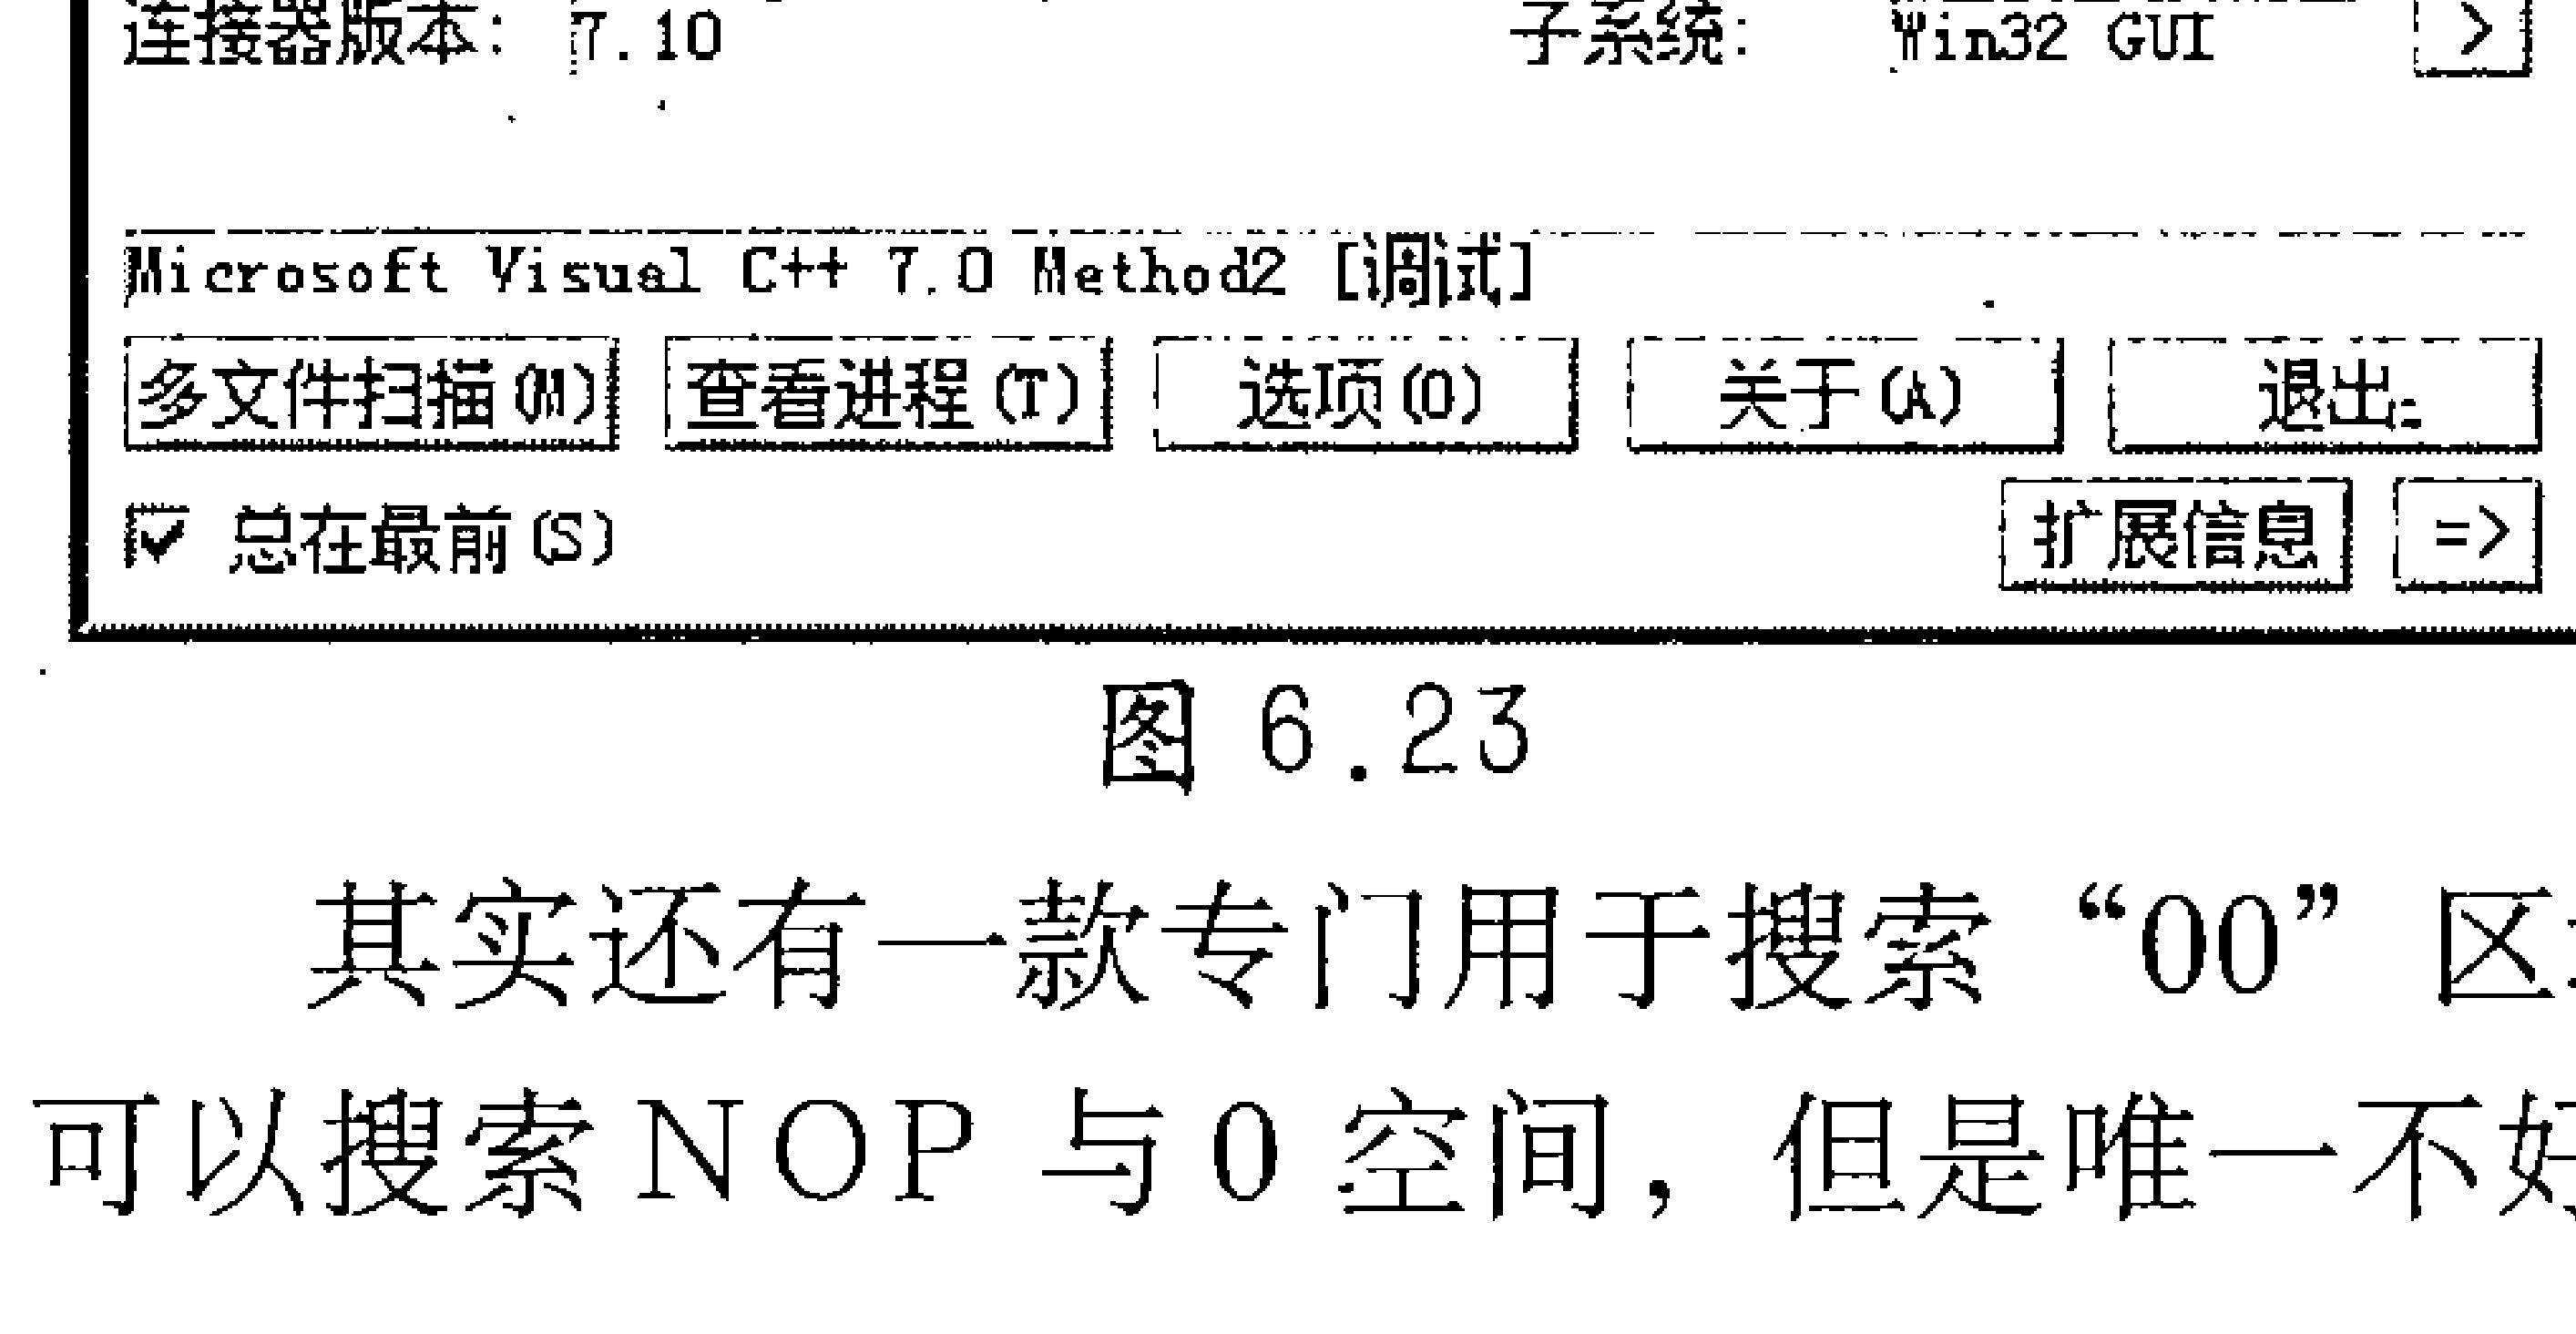 连接器版本: 7.10 子系统: Win32 GUI >
Microsoft Visual C++ 7.0 Method2 [调试]
多文件扫描(M) 查看进程(T) 选项(O) 关于(A) 退出
总在最前(S) 扩展信息 =>
图 6.23
其实还有一款专门用于搜索“00”区
可以搜索NOP 与0 空间，但是唯一不好